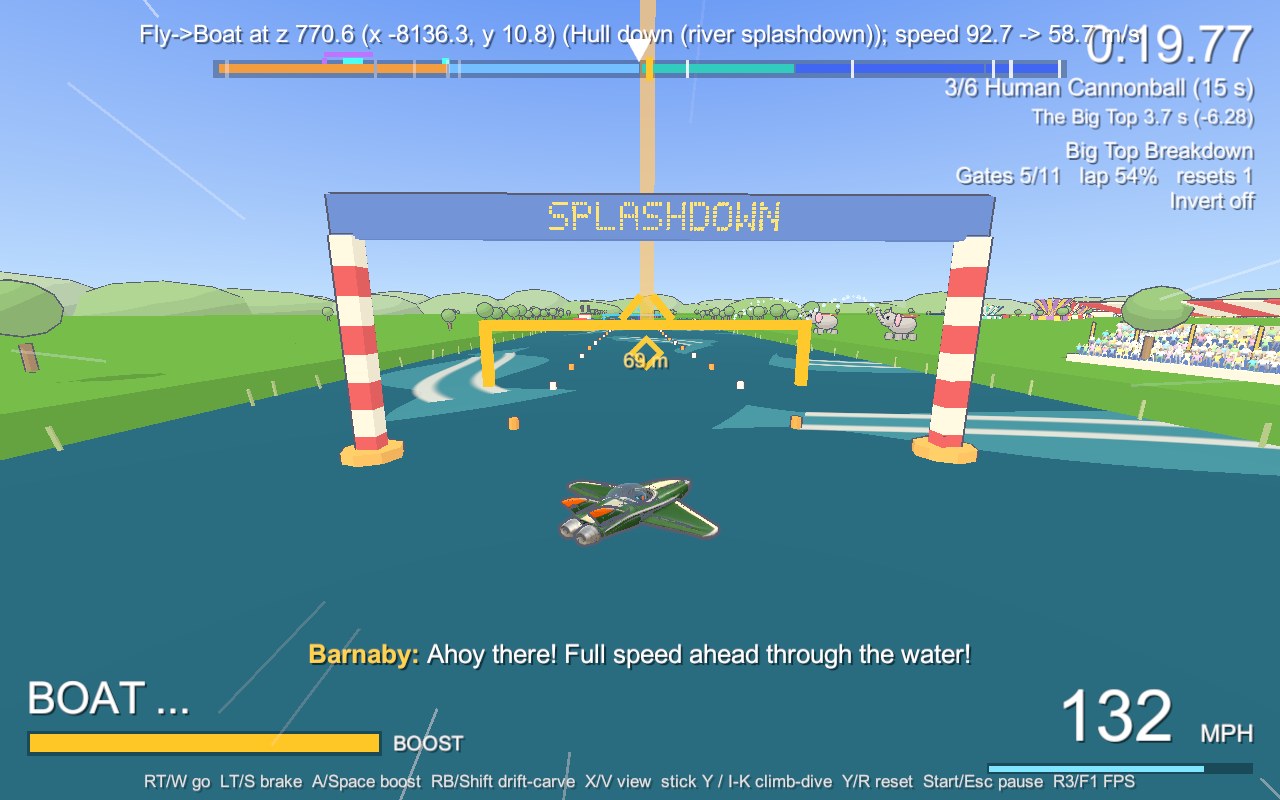 Fly->Boat at z 770.6 (x -8136.3, y 10.8) (Hull down (river splashdown)); speed 92.7 -> 58.7 m/s
0:19.77
3/6 Human Cannonball (15 s)
The Big Top 3.7 s (-6.28)
Big Top Breakdown
Gates 5/11 lap 54% resets 1
Invert off
SPLASHDOWN
69 m
Barnaby: Ahoy there! Full speed ahead through the water!
BOAT ...
BOOST
132 MPH
RT/W go LT/S brake A/Space boost RB/Shift drift-carve X/V view stick Y / I-K climb-dive Y/R reset Start/Esc pause R3/F1 FPS